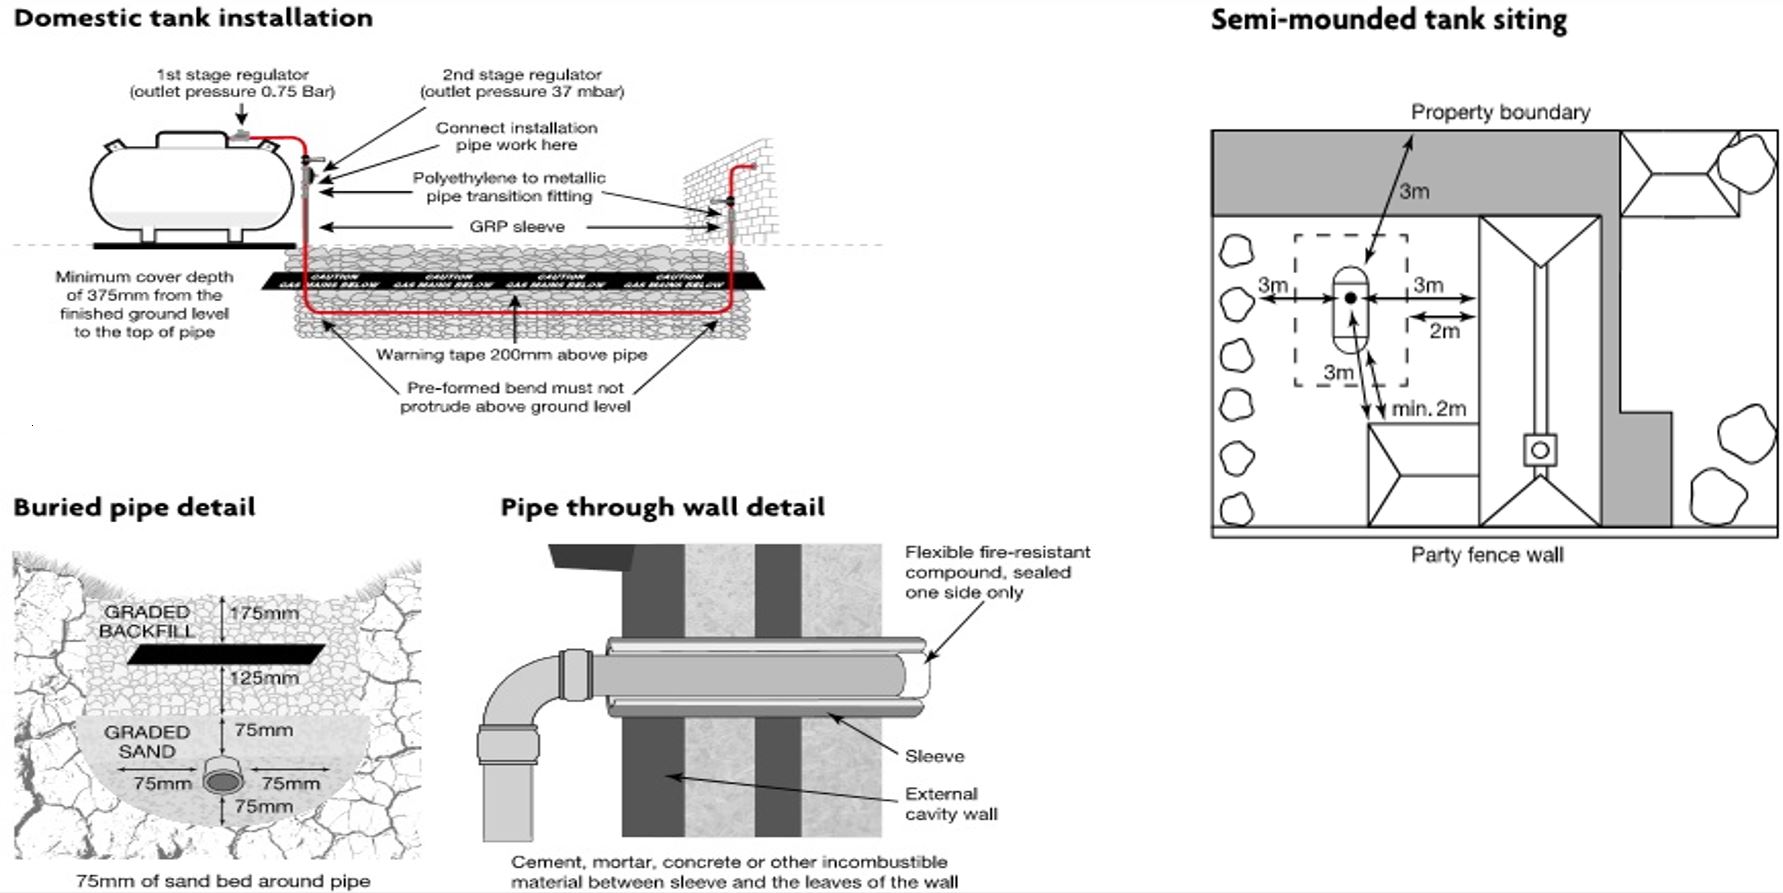 Domestic tank installation
1st stage regulator
(outlet pressure 0.75 Bar)
2nd stage regulator
(outlet pressure 37 mbar)
Connect installation
pipe work here
Polyethylene to metallic
pipe transition fitting
GRP sleeve
CAUTION CAUTION CAUTION CAUTION
GAS MAINS BELOW GAS MAINS BELOW GAS MAINS BELOW GAS MAINS BELOW
Minimum cover depth
of 375mm from the
finished ground level
to the top of pipe
Warning tape 200mm above pipe
Pre-formed bend must not
protrude above ground level
Semi-mounded tank siting
Property boundary
3m
3m
3m
2m
3m
min. 2m
Party fence wall
Buried pipe detail
GRADED
BACKFILL
175mm
125mm
GRADED
SAND
75mm
75mm
75mm
75mm
75mm of sand bed around pipe
Pipe through wall detail
Flexible fire-resistant
compound, sealed
one side only
Sleeve
External
cavity wall
Cement, mortar, concrete or other incombustible
material between sleeve and the leaves of the wall